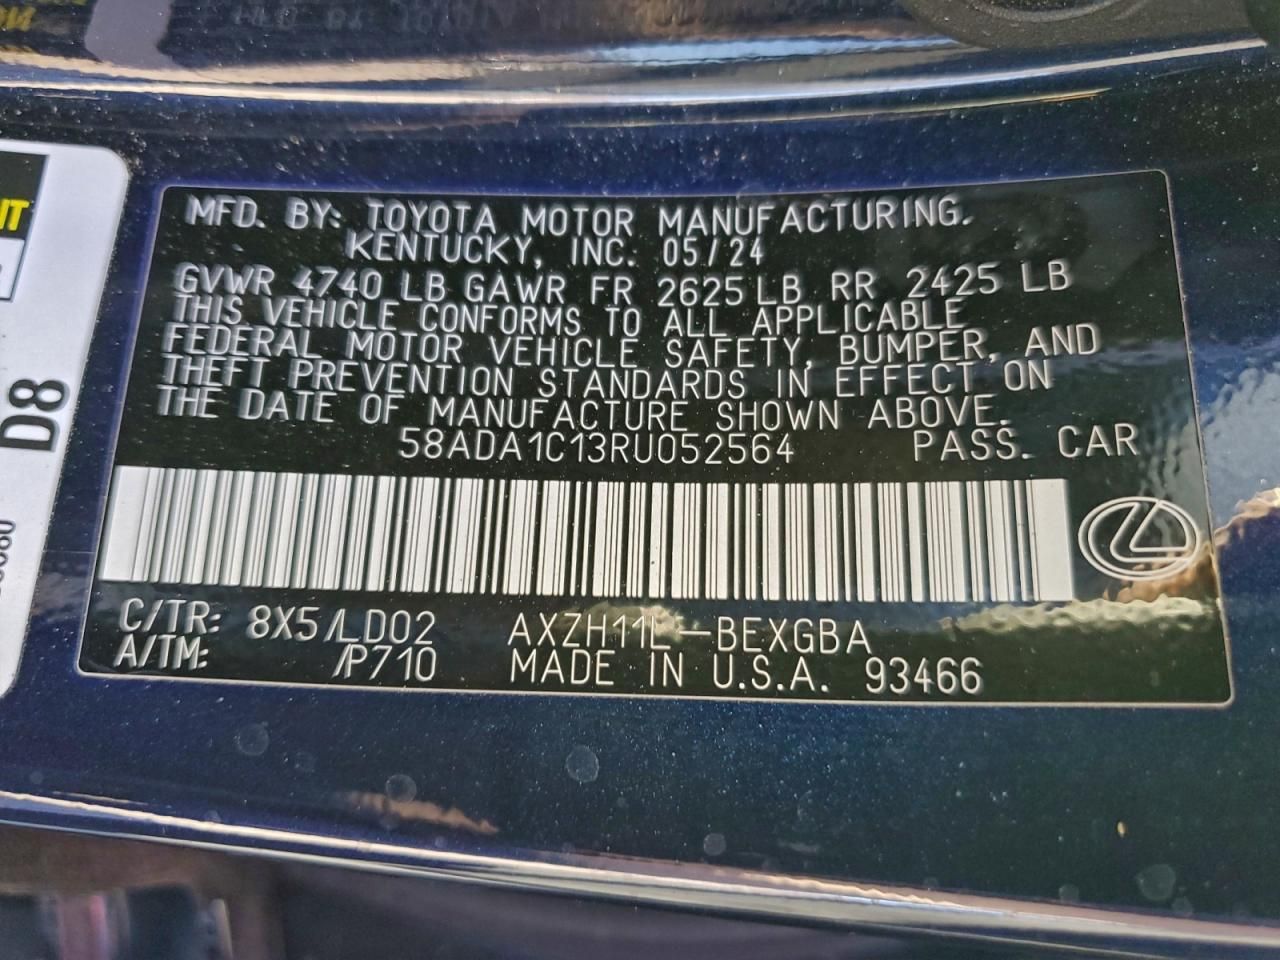 MFD. BY: TOYOTA MOTOR MANUFACTURING.
KENTUCKY, INC. 05/24
GVWR 4740 LB GAWR FR 2625 LB RR 2425 LB
THIS VEHICLE CONFORMS TO ALL APPLICABLE
FEDERAL MOTOR VEHICLE SAFETY, BUMPER, AND
THEFT PREVENTION STANDARDS IN EFFECT ON
THE DATE OF MANUFACTURE SHOWN ABOVE.
58ADA1C13RU052564 PASS. CAR
C/TR: 8X5/LD02 AXZH11L-BEXGBA
A/TM: /P710 MADE IN U.S.A. 93466
D8